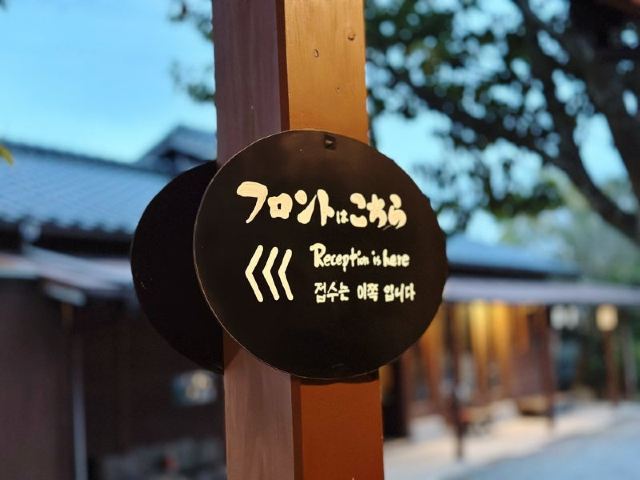 フロントはこちら
Reception is here
접수는 이쪽 입니다